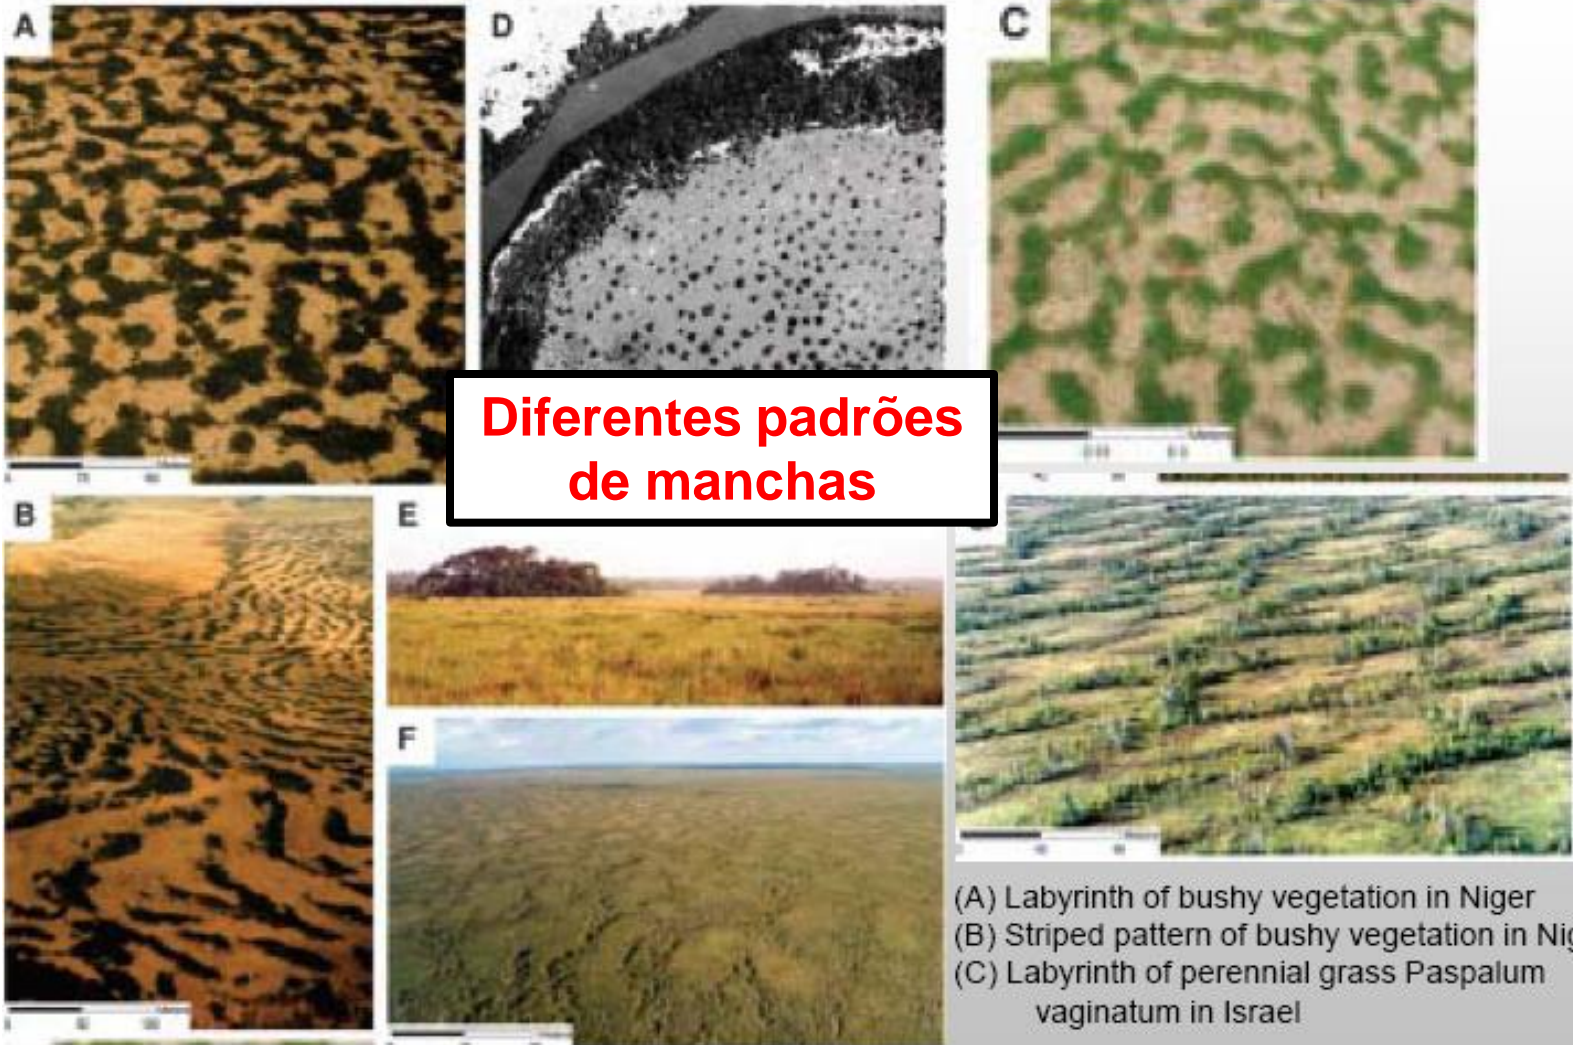 A
D
C
Diferentes padrões
de manchas
B
E
F
(A) Labyrinth of bushy vegetation in Niger
(B) Striped pattern of bushy vegetation in Nig
(C) Labyrinth of perennial grass Paspalum
vaginatum in Israel